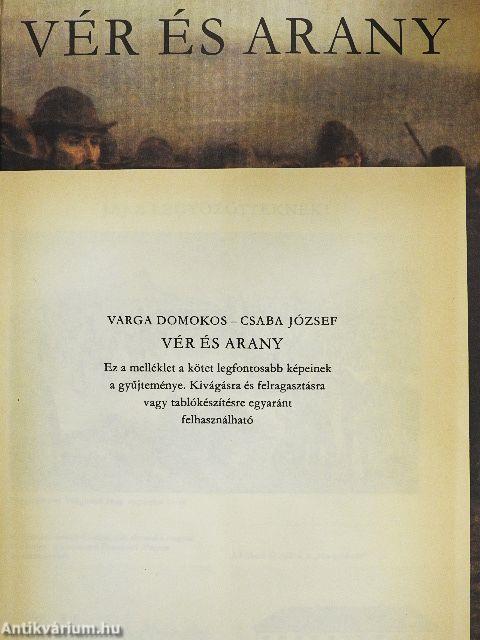 VÉR ÉS ARANY
VARGA DOMOKOS – CSABA JÓZSEF
VÉR ÉS ARANY
Ez a melléklet a kötet legfontosabb képeinek
a gyűjteménye. Kivágásra és felragasztásra
vagy tablókészítésre egyaránt
felhasználható
Antikvárium.hu